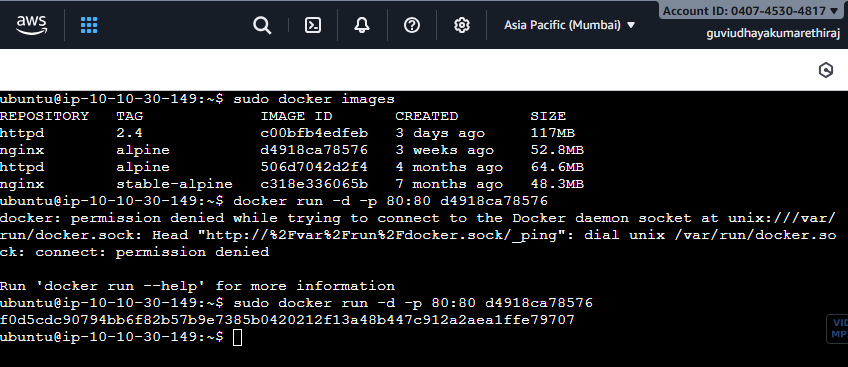 aws
Asia Pacific (Mumbai)
Account ID: 0407-4530-4817
guviudhayakumarethiraj
ubuntu@ip-10-10-30-149:~$ sudo docker images
REPOSITORY   TAG             IMAGE ID       CREATED        SIZE
httpd        2.4             c00bfb4edfeb   3 days ago     117MB
nginx        alpine          d4918ca78576   3 weeks ago    52.8MB
httpd        alpine          506d7042d2f4   4 months ago   64.6MB
nginx        stable-alpine   c318e336065b   7 months ago   48.3MB
ubuntu@ip-10-10-30-149:~$ docker run -d -p 80:80 d4918ca78576
docker: permission denied while trying to connect to the Docker daemon socket at unix:///var/
run/docker.sock: Head "http://%2Fvar%2Frun%2Fdocker.sock/_ping": dial unix /var/run/docker.so
ck: connect: permission denied
Run 'docker run --help' for more information
ubuntu@ip-10-10-30-149:~$ sudo docker run -d -p 80:80 d4918ca78576
f0d5cdc90794bb6f82b57b9e7385b0420212f13a48b447c912a2aea1ffe79707
ubuntu@ip-10-10-30-149:~$